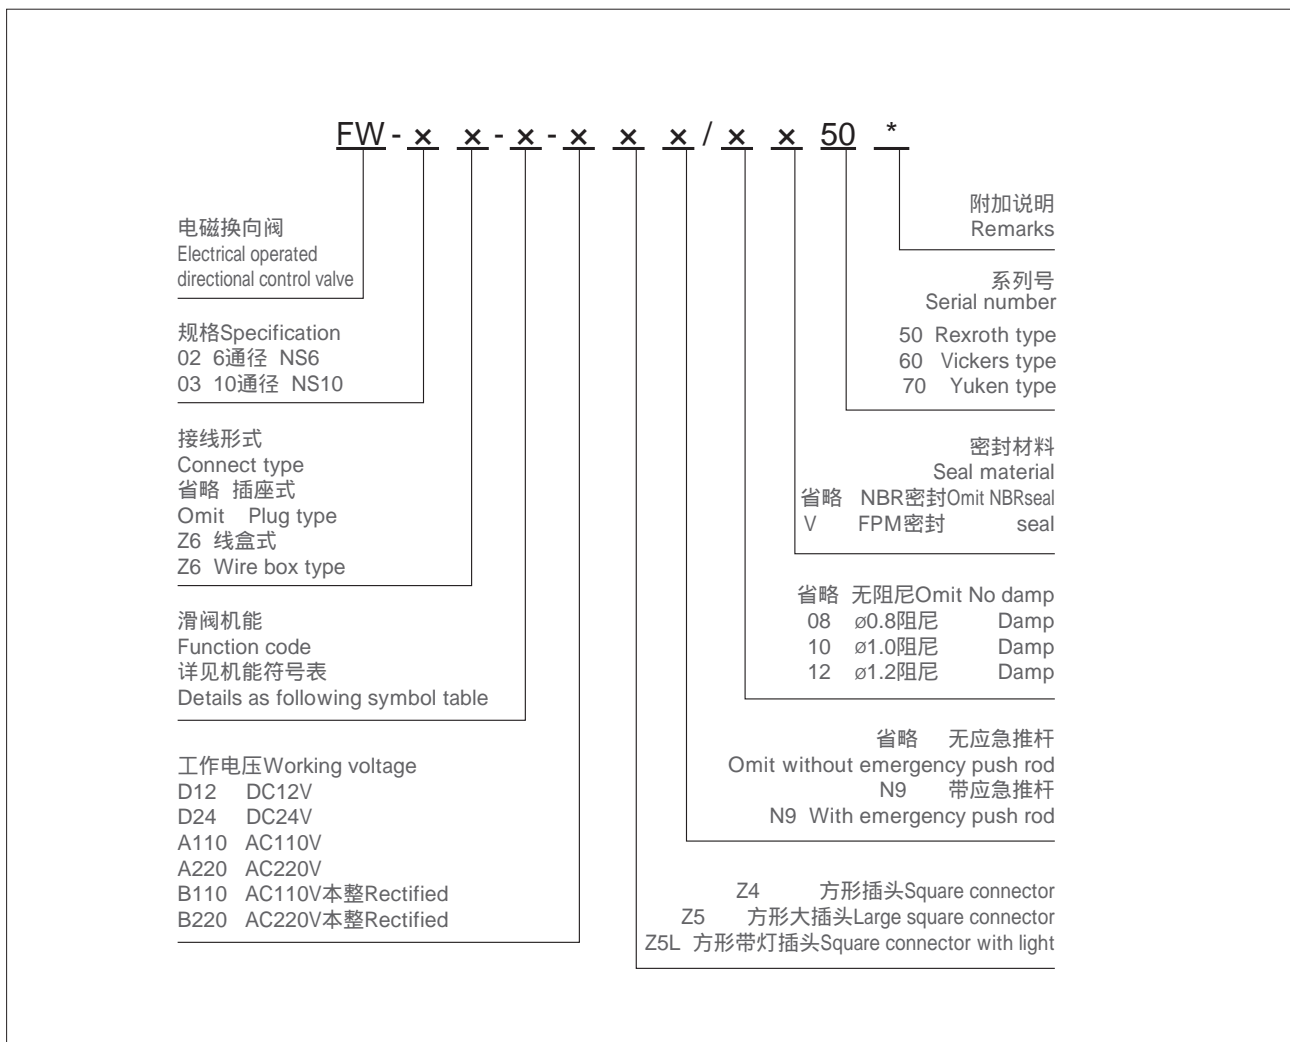 FW-× ×-×-× × ×/× × 50 *
电磁换向阀
Electrical operated
directional control valve
规格Specification
02 6通径 NS6
03 10通径 NS10
接线形式
Connect type
省略 插座式
Omit Plug type
Z6 线盒式
Z6 Wire box type
滑阀机能
Function code
详见机能符号表
Details as following symbol table
工作电压Working voltage
D12 DC12V
D24 DC24V
A110 AC110V
A220 AC220V
B110 AC110V本整Rectified
B220 AC220V本整Rectified
附加说明
Remarks
系列号
Serial number
50 Rexroth type
60 Vickers type
70 Yuken type
密封材料
Seal material
省略 NBR密封Omit NBRseal
V FPM密封 seal
省略 无阻尼Omit No damp
08 ø0.8阻尼 Damp
10 ø1.0阻尼 Damp
12 ø1.2阻尼 Damp
省略 无应急推杆
Omit without emergency push rod
N9 带应急推杆
N9 With emergency push rod
Z4 方形插头Square connector
Z5 方形大插头Large square connector
Z5L 方形带灯插头Square connector with light